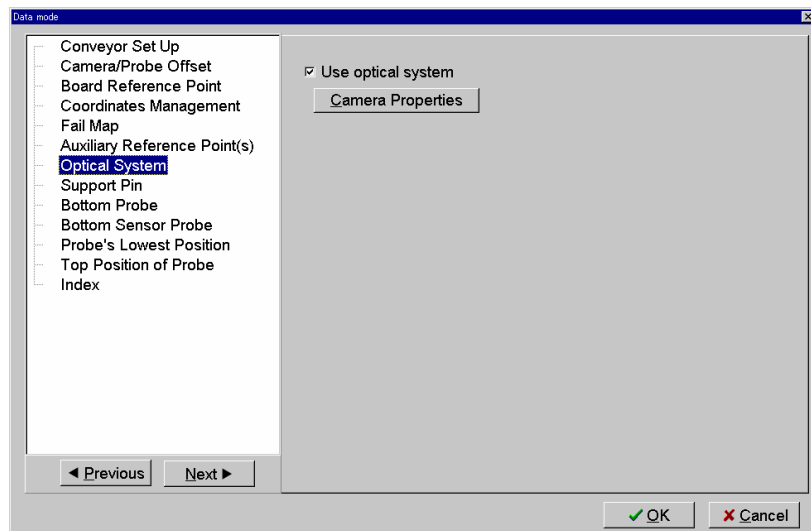 Data mode
Conveyor Set Up
Camera/Probe Offset
Board Reference Point
Coordinates Management
Fail Map
Auxiliary Reference Point(s)
Optical System
Support Pin
Bottom Probe
Bottom Sensor Probe
Probe's Lowest Position
Top Position of Probe
Index
Use optical system
Camera Properties
Previous
Next
OK
Cancel